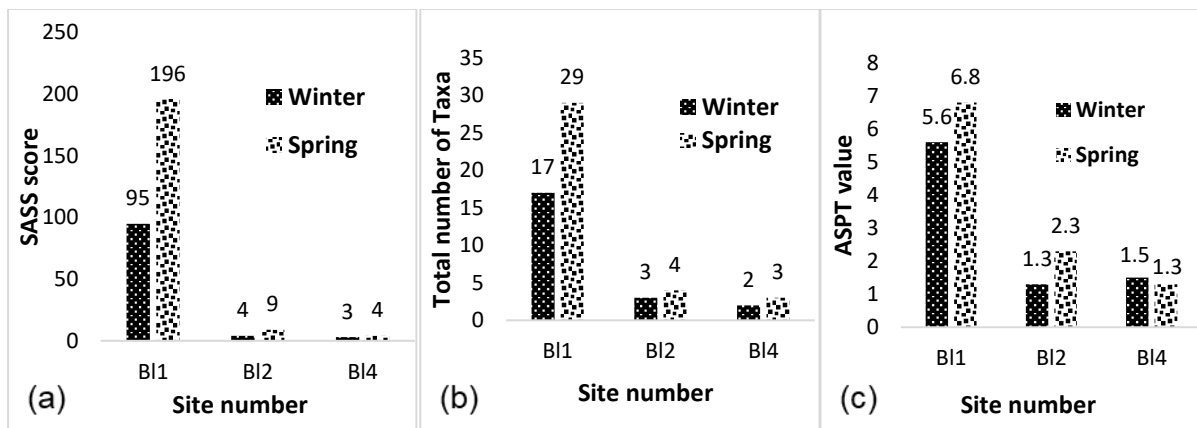 250
200
150
100
50
0
SASS score
95
196
4
9
3
4
Winter
Spring
Bl1 Bl2 Bl4
Site number
(a)
35
30
25
20
15
10
5
0
Total number of Taxa
17
29
3
4
2
3
Winter
Spring
Bl1 Bl2 Bl4
Site number
(b)
8
7
6
5
4
3
2
1
0
ASPT value
5.6
6.8
1.3
2.3
1.5
1.3
Winter
Spring
Bl1 Bl2 Bl4
Site number
(c)